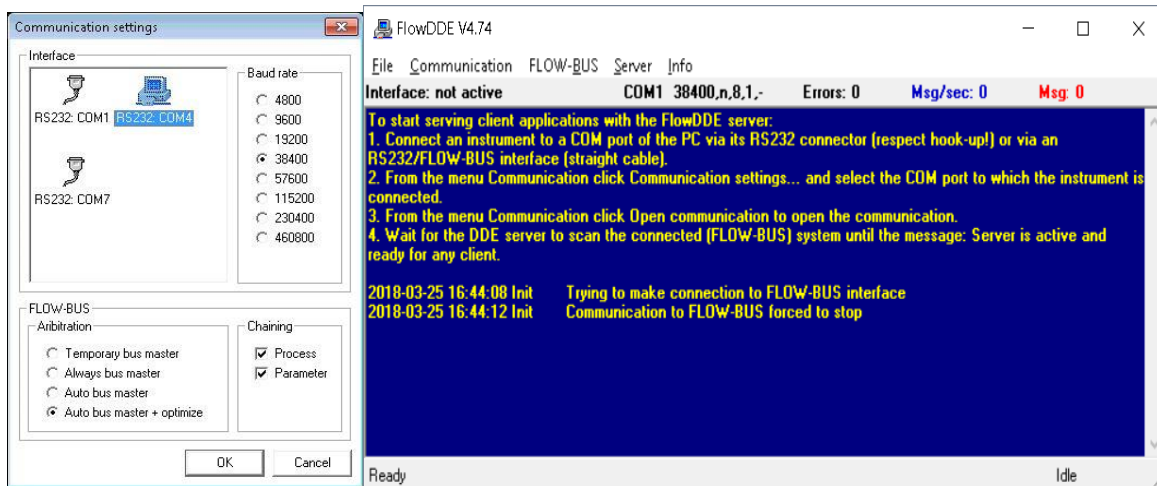 Communication settings
Interface
RS232: COM1 RS232: COM4
RS232: COM7
Baud rate
4800
9600
19200
38400
57600
115200
230400
460800
FLOW-BUS
Aribitration
Temporary bus master
Always bus master
Auto bus master
Auto bus master + optimize
Chaining
Process
Parameter
OK Cancel
FlowDDE V4.74
File Communication FLOW-BUS Server Info
Interface: not active COM1 38400,n,8,1,- Errors: 0 Msg/sec: 0 Msg: 0
To start serving client applications with the FlowDDE server:
1. Connect an instrument to a COM port of the PC via its RS232 connector (respect hook-up!) or via an
RS232/FLOW-BUS interface (straight cable).
2. From the menu Communication click Communication settings... and select the COM port to which the instrument is
connected.
3. From the menu Communication click Open communication to open the communication.
4. Wait for the DDE server to scan the connected (FLOW-BUS) system until the message: Server is active and
ready for any client.
2018-03-25 16:44:08 Init Trying to make connection to FLOW-BUS interface
2018-03-25 16:44:12 Init Communication to FLOW-BUS forced to stop
Ready Idle